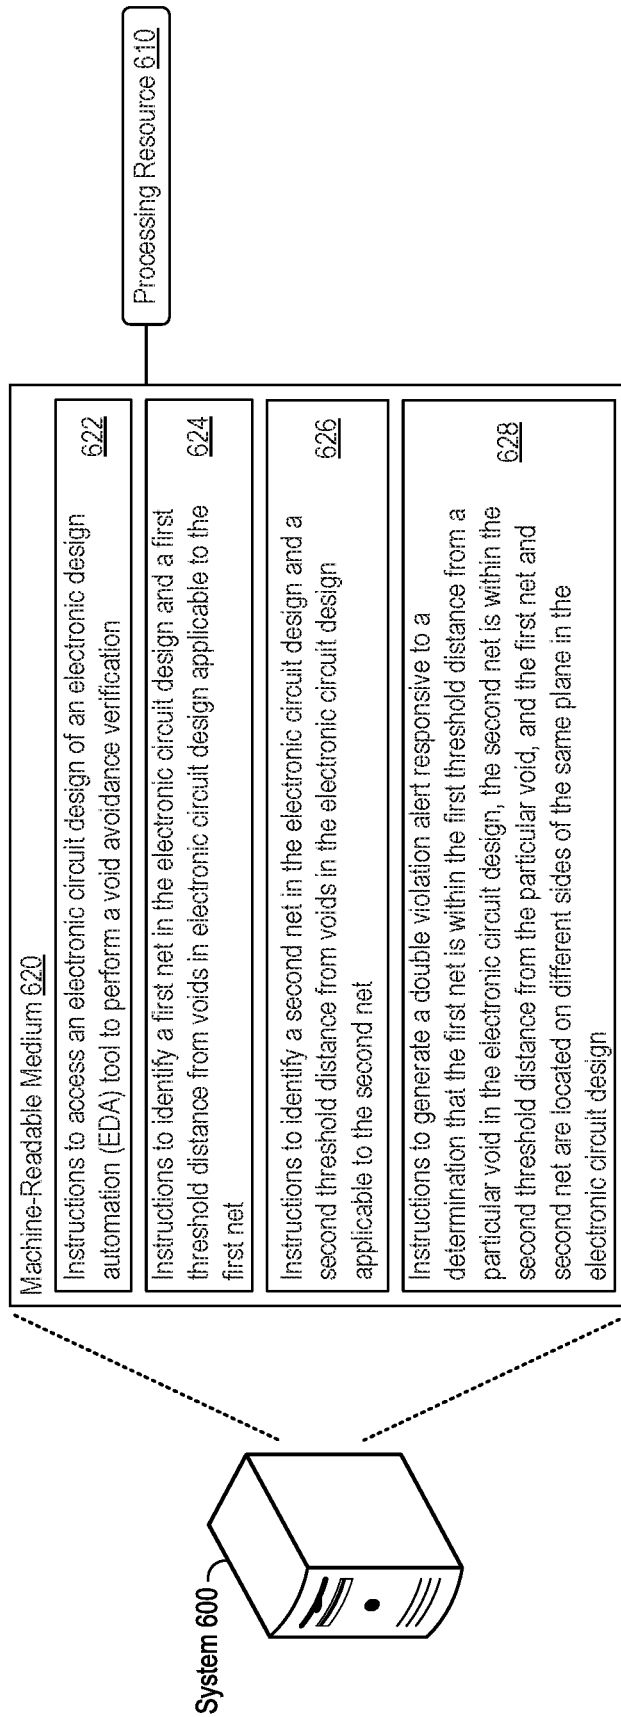 Machine-Readable Medium 620
Instructions to access an electronic circuit design of an electronic design
automation (EDA) tool to perform a void avoidance verification
622
Instructions to identify a first net in the electronic circuit design and a first
threshold distance from voids in electronic circuit design applicable to the
first net
624
Instructions to identify a second net in the electronic circuit design and a
second threshold distance from voids in the electronic circuit design
applicable to the second net
626
Instructions to generate a double violation alert responsive to a
determination that the first net is within the first threshold distance from a
particular void in the electronic circuit design, the second net is within the
second threshold distance from the particular void, and the first net and
second net are located on different sides of the same plane in the
electronic circuit design
628
Processing Resource 610
System 600